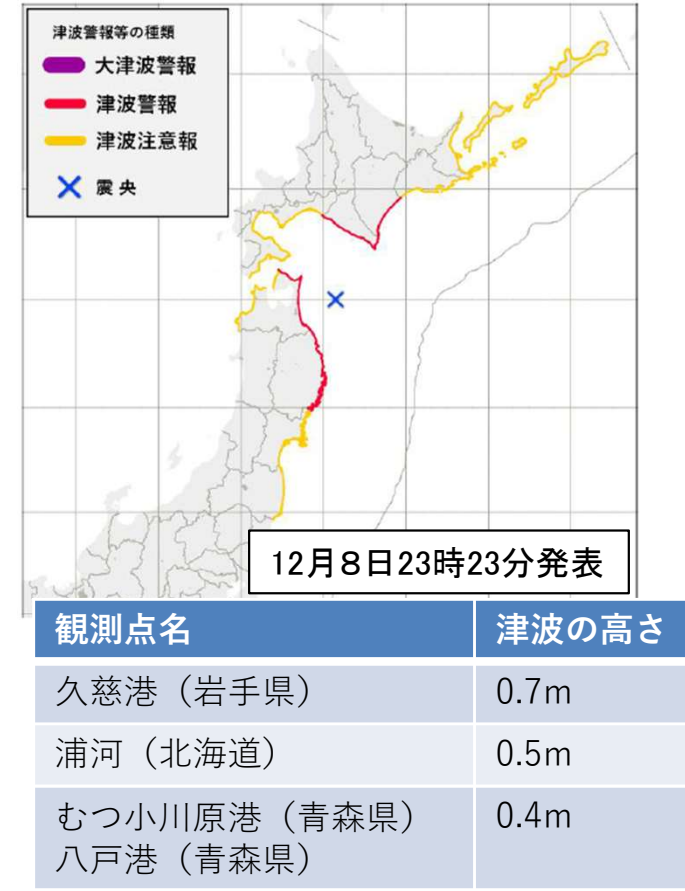 津波警報等の種類
大津波警報
津波警報
津波注意報
震央
12月８日23時23分発表
観測点名 津波の高さ
久慈港（岩手県） 0.7m
浦河（北海道） 0.5m
むつ小川原港（青森県） 0.4m
八戸港（青森県）